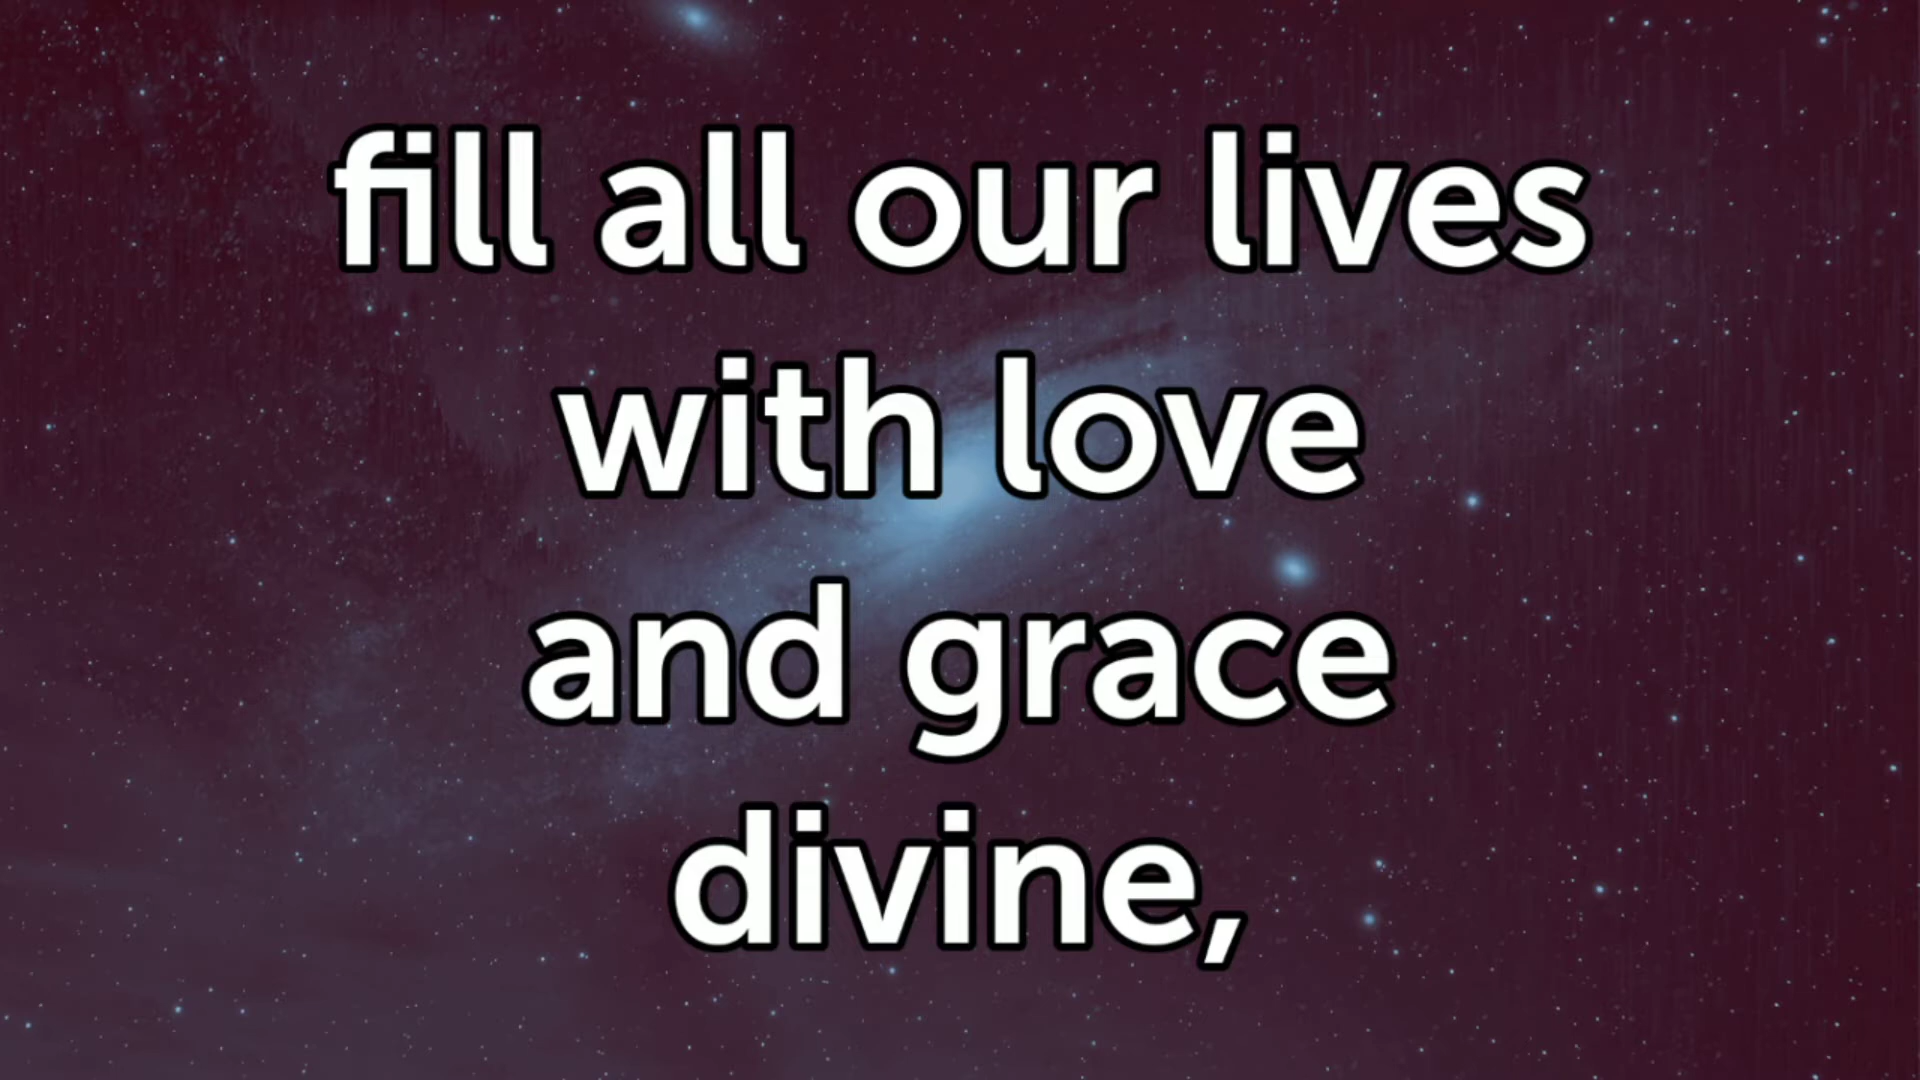 fill all our lives
with love
and grace
divine,